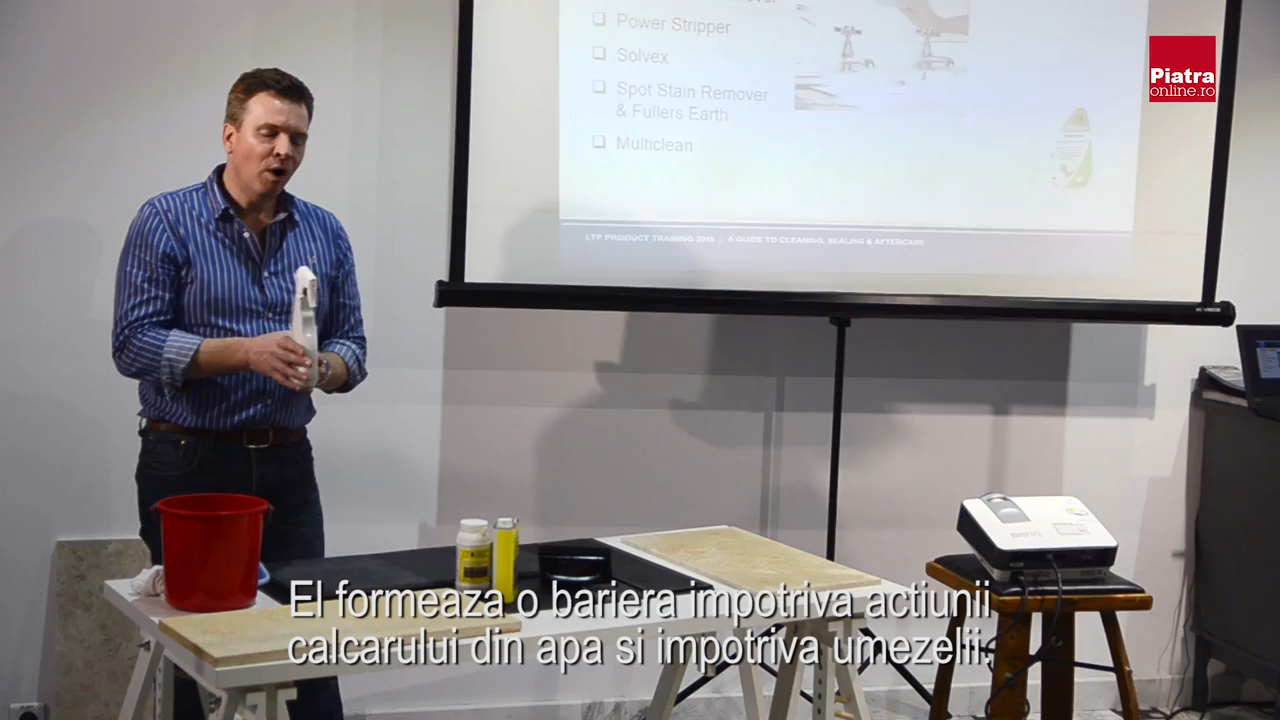 Power Stripper
Solvex
Spot Stain Remover
& Fullers Earth
Multiclean
LTP PRODUCT TRAINING 2015 | A GUIDE TO CLEANING, SEALING & AFTERCARE
Piatra
online.ro
BenQ
El formeaza o bariera impotriva actiunii
calcarului din apa si impotriva umezelii.